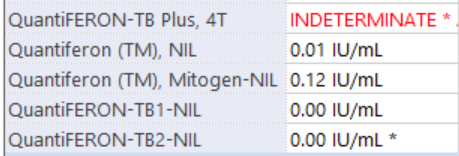 QuantiFERON-TB Plus, 4T INDETERMINATE *
Quantiferon (TM), NIL 0.01 IU/mL
Quantiferon (TM), Mitogen-NIL 0.12 IU/mL
QuantiFERON-TB1-NIL 0.00 IU/mL
QuantiFERON-TB2-NIL 0.00 IU/mL *